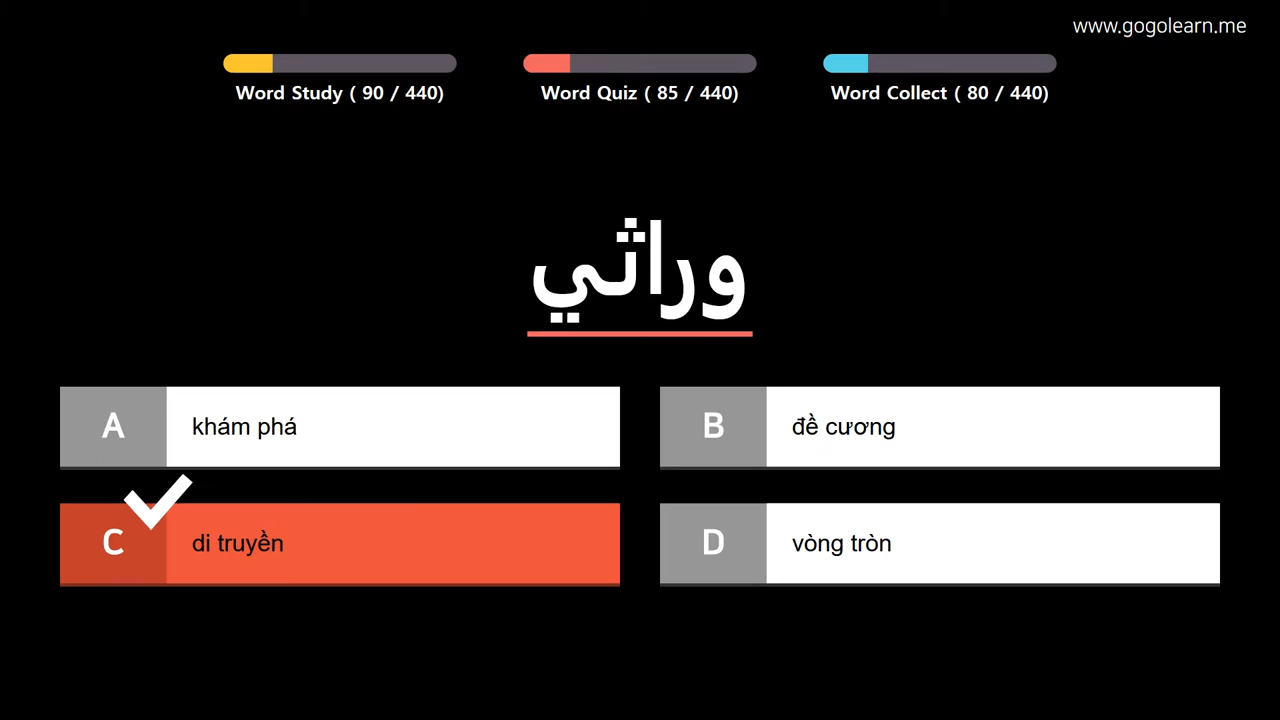 www.gogolearn.me
Word Study ( 90 / 440)
Word Quiz ( 85 / 440)
Word Collect ( 80 / 440)
وراثي
A khám phá
B đề cương
C di truyền
D vòng tròn